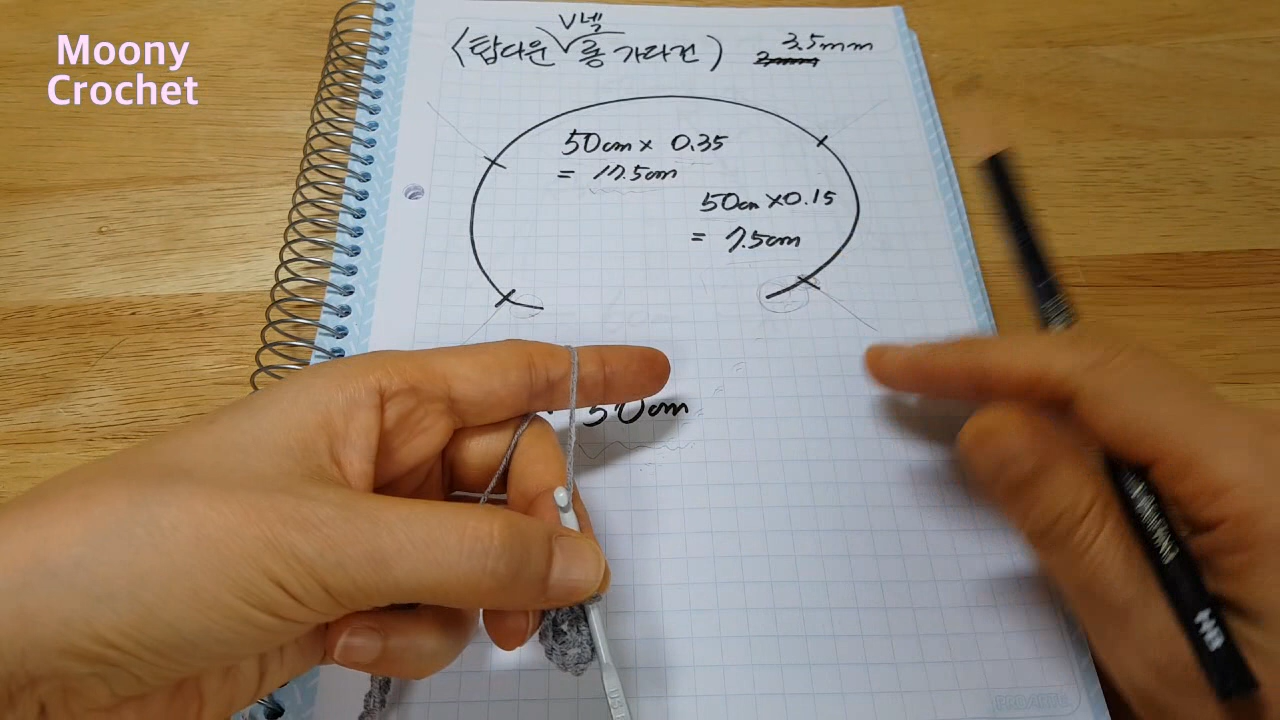 Moony
Crochet
V넥
<탑다운 롱 가디건>
3.5mm
50cm x 0.35
= 17.5cm
50cm x 0.15
= 7.5cm
50cm
HB